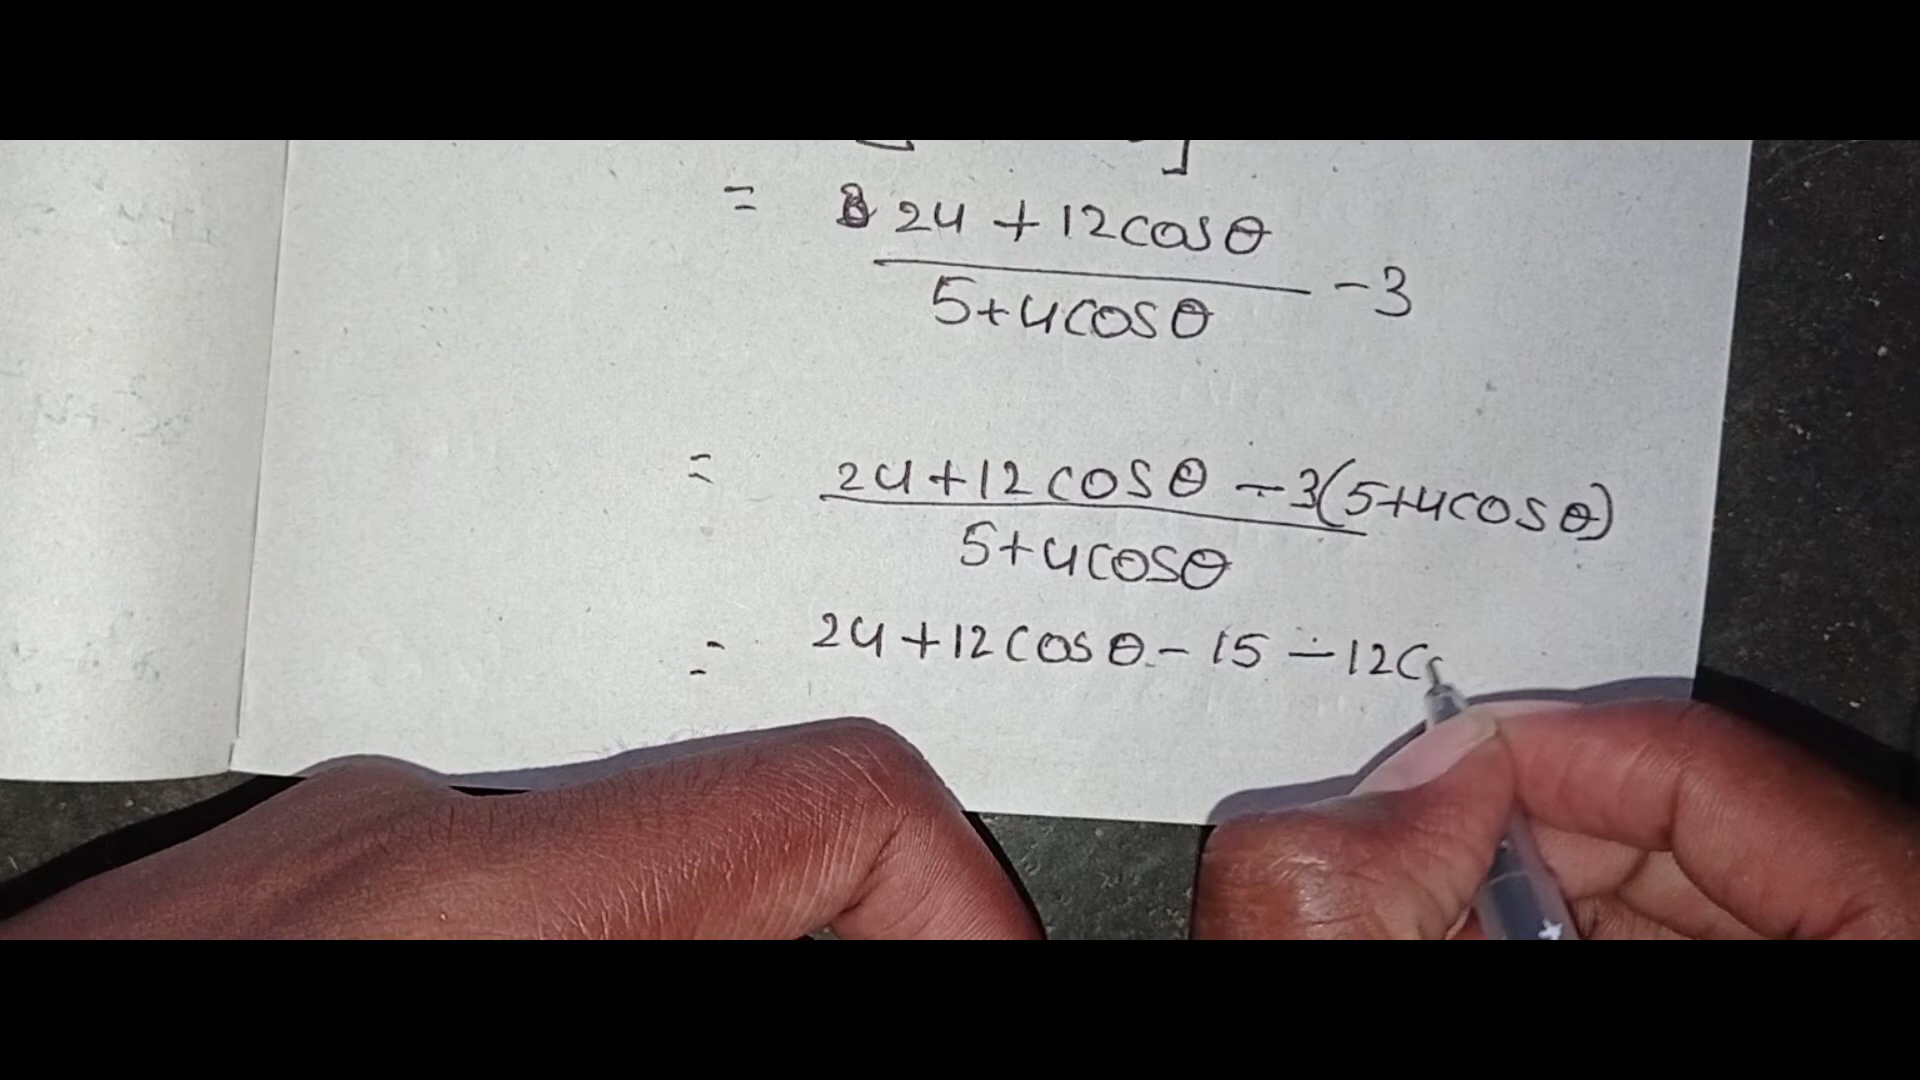 = 24 + 12cosθ
5+4cosθ -3
= 24+12cosθ -3(5+4cosθ)
5+4cosθ
= 24+12cosθ - 15 - 12c